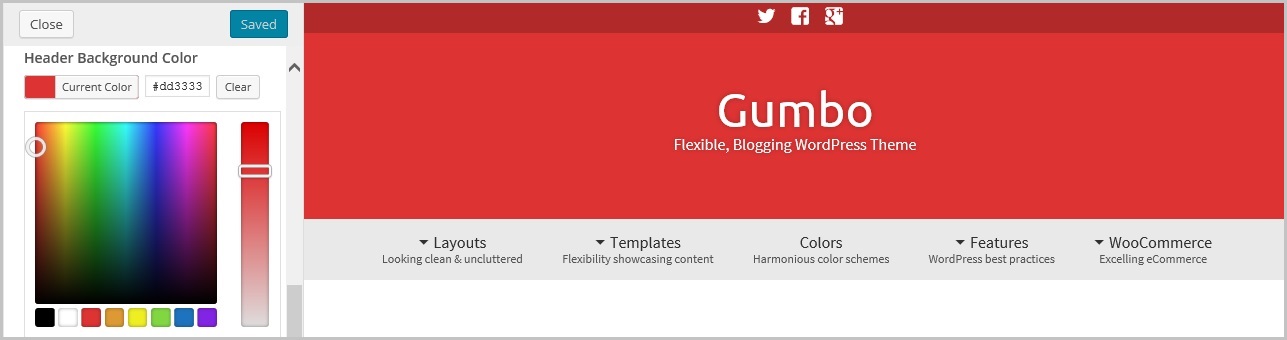 Close Saved
Header Background Color
Current Color #dd3333 Clear
Gumbo
Flexible, Blogging WordPress Theme
Layouts Templates Colors Features WooCommerce
Looking clean & uncluttered Flexibility showcasing content Harmonious color schemes WordPress best practices Excelling eCommerce